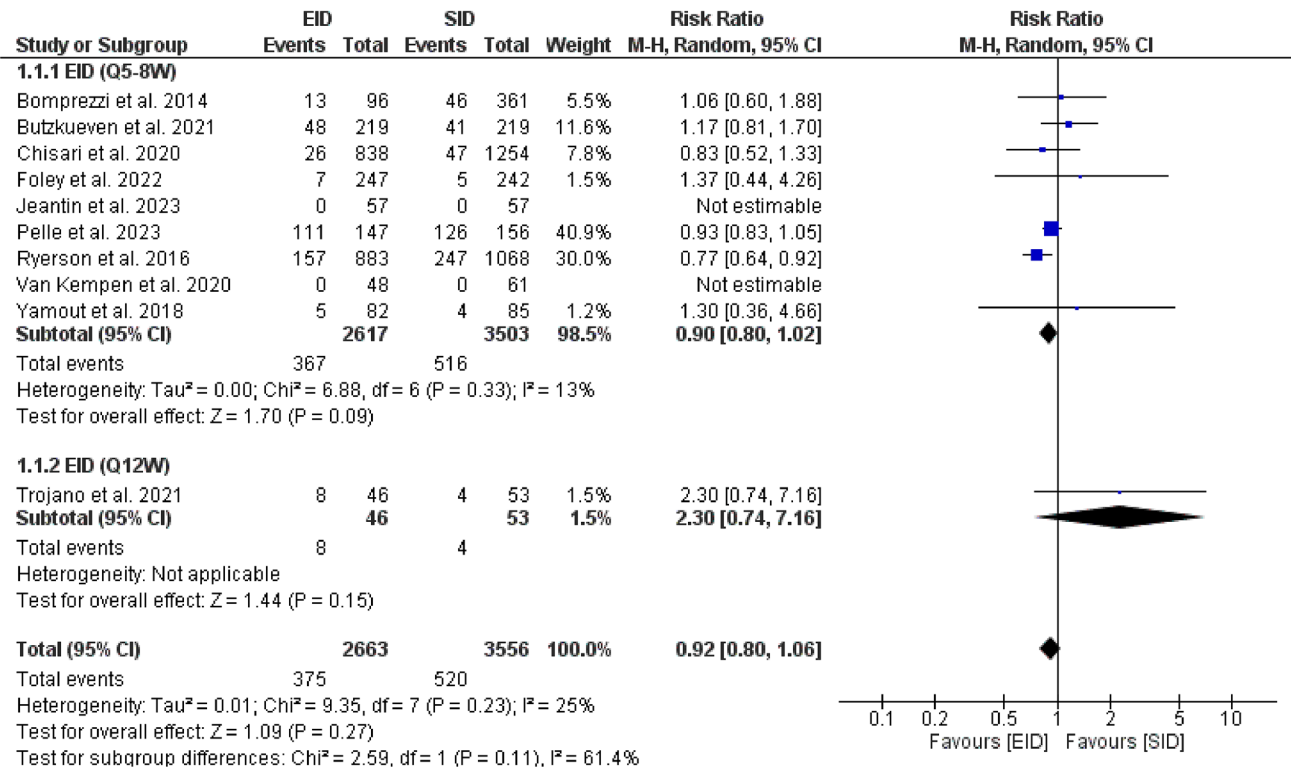 EID SID Risk Ratio Risk Ratio
Study or Subgroup Events Total Events Total Weight M-H, Random, 95% CI M-H, Random, 95% CI
1.1.1 EID (Q5-8W)
Bomprezzi et al. 2014 13 96 46 361 5.5% 1.06 [0.60, 1.88]
Butzkueven et al. 2021 48 219 41 219 11.6% 1.17 [0.81, 1.70]
Chisari et al. 2020 26 838 47 1254 7.8% 0.83 [0.52, 1.33]
Foley et al. 2022 7 247 5 242 1.5% 1.37 [0.44, 4.26]
Jeantin et al. 2023 0 57 0 57 Not estimable
Pelle et al. 2023 111 147 126 156 40.9% 0.93 [0.83, 1.05]
Ryerson et al. 2016 157 883 247 1068 30.0% 0.77 [0.64, 0.92]
Van Kempen et al. 2020 0 48 0 61 Not estimable
Yamout et al. 2018 5 82 4 85 1.2% 1.30 [0.36, 4.66]
Subtotal (95% CI) 2617 3503 98.5% 0.90 [0.80, 1.02]
Total events 367 516
Heterogeneity: Tau² = 0.00; Chi² = 6.88, df = 6 (P = 0.33); I² = 13%
Test for overall effect: Z = 1.70 (P = 0.09)
1.1.2 EID (Q12W)
Trojano et al. 2021 8 46 4 53 1.5% 2.30 [0.74, 7.16]
Subtotal (95% CI) 46 53 1.5% 2.30 [0.74, 7.16]
Total events 8 4
Heterogeneity: Not applicable
Test for overall effect: Z = 1.44 (P = 0.15)
Total (95% CI) 2663 3556 100.0% 0.92 [0.80, 1.06]
Total events 375 520
Heterogeneity: Tau² = 0.01; Chi² = 9.35, df = 7 (P = 0.23); I² = 25%
Test for overall effect: Z = 1.09 (P = 0.27)
Test for subgroup differences: Chi² = 2.59, df = 1 (P = 0.11), I² = 61.4%
0.1 0.2 0.5 1 2 5 10
Favours [EID] Favours [SID]